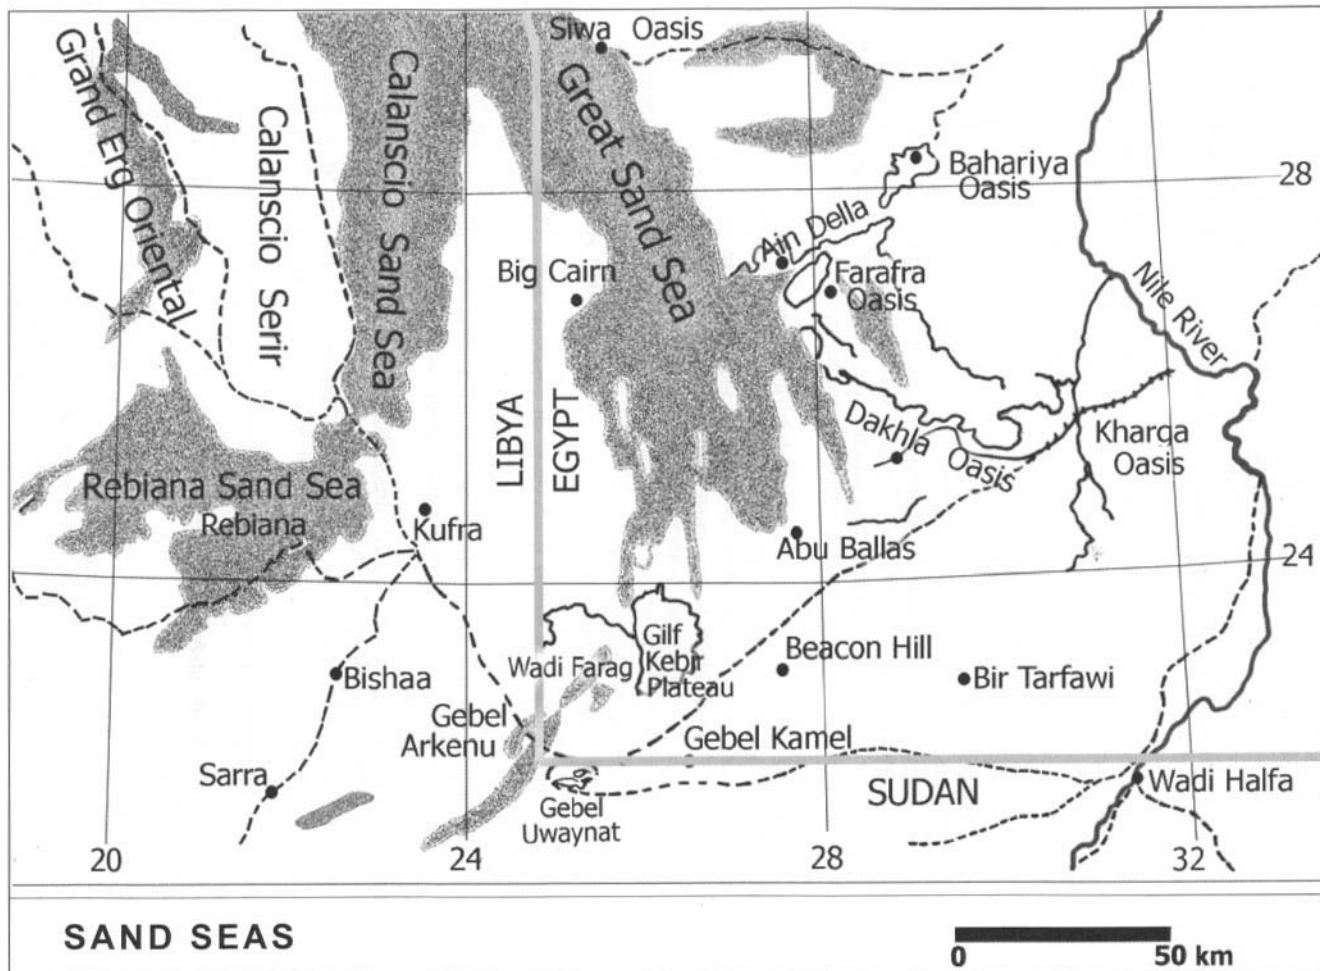 Siwa Oasis
Grand Erg Oriental
Calanscio Serir
Calanscio Sand Sea
Great Sand Sea
Bahariya
Oasis
28
Ain Della
Big Cairn
Farafra
Oasis
Nile River
LIBYA
EGYPT
Dakhla Oasis
Kharga
Oasis
Rebiana Sand Sea
Rebiana
Kufra
Abu Ballas
24
Gilf
Kebir
Plateau
Wadi Farag
Beacon Hill
Bishaa
Bir Tarfawi
Gebel
Arkenu
Gebel Kamel
Sarra
SUDAN
Wadi Halfa
Gebel
Uwaynat
20
24
28
32
SAND SEAS
0
50 km